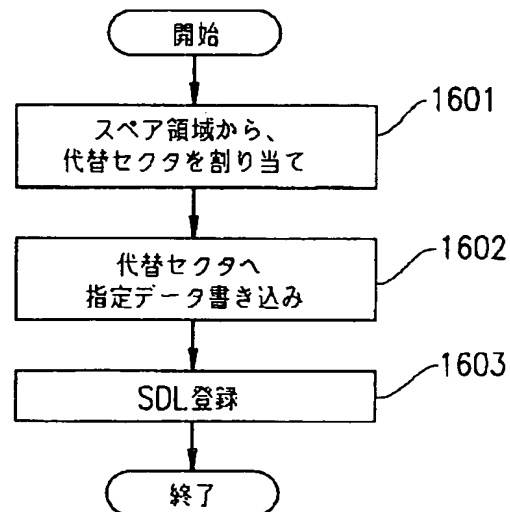 開始
1601
スペア領域から、
代替セクタを割り当て
1602
代替セクタへ
指定データ書き込み
1603
SDL登録
終了